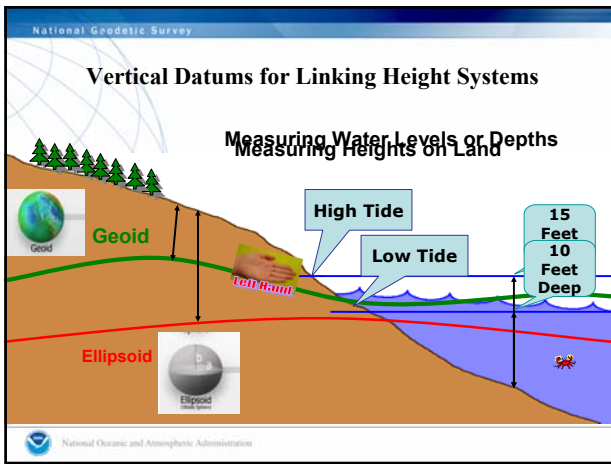 National Geodetic Survey
Vertical Datums for Linking Height Systems
Measuring Water Levels or Depths
Measuring Heights on Land
High Tide
15
Feet
10
Feet
Deep
Geoid
Geoid
Low Tide
Left Hand
Ellipsoid
b
a
Ellipsoid
National Oceanic and Atmospheric Administration